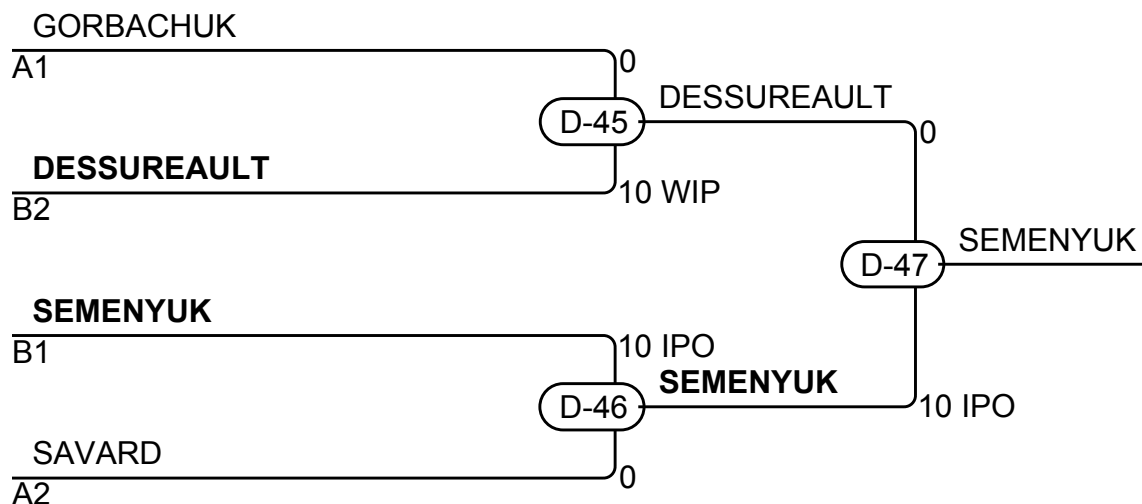 GORBACHUK
A1
0
D-45
DESSUREAULT
0
DESSUREAULT
B2
10 WIP
D-47
SEMENYUK
SEMENYUK
B1
10 IPO
SEMENYUK
D-46
10 IPO
SAVARD
A2
0